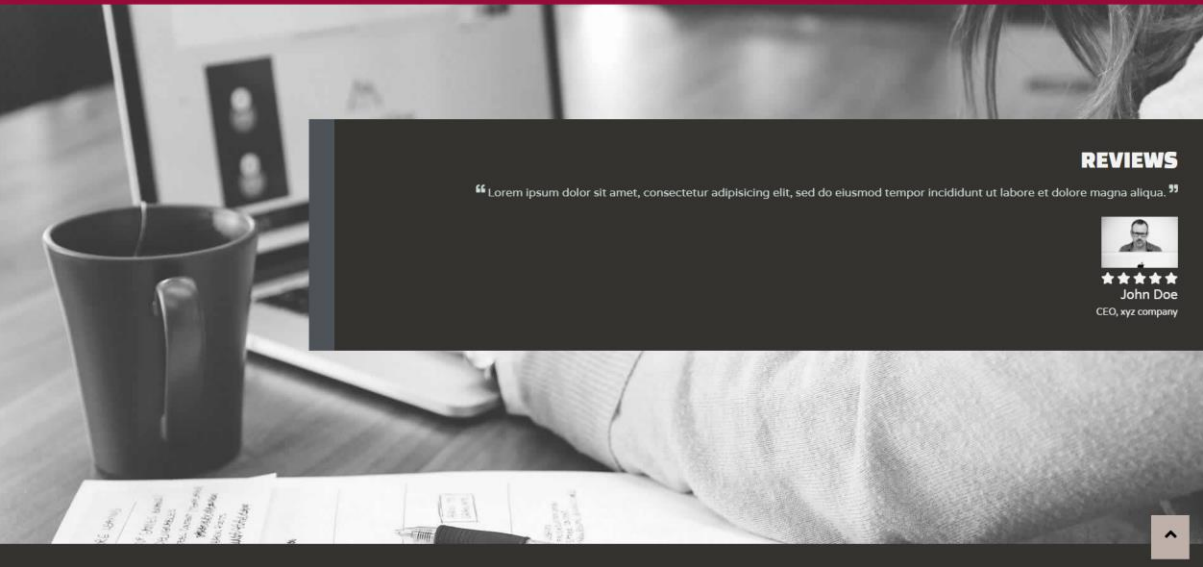 REVIEWS
“ Lorem ipsum dolor sit amet, consectetur adipisicing elit, sed do eiusmod tempor incididunt ut labore et dolore magna aliqua. ”
John Doe
CEO, xyz company